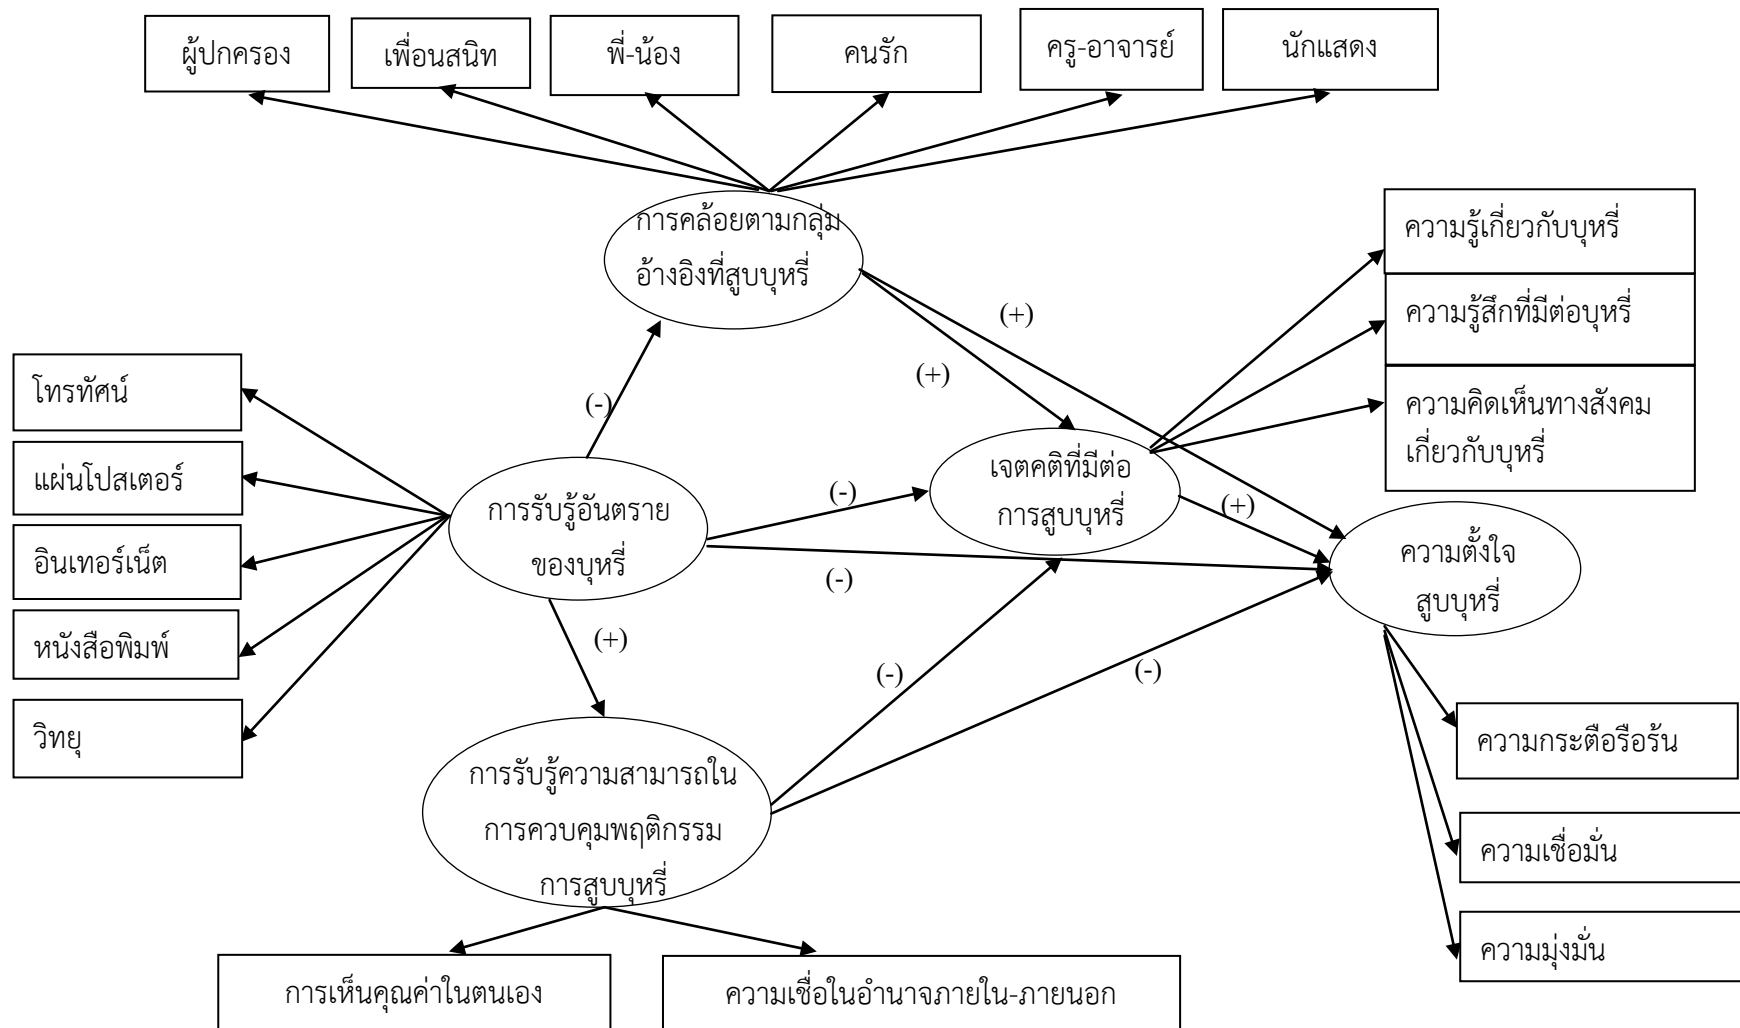 ผู้ปกครอง
เพื่อนสนิท
พี่-น้อง
คนรัก
ครู-อาจารย์
นักแสดง
การคล้อยตามกลุ่ม
อ้างอิงที่สูบบุหรี่
ความรู้เกี่ยวกับบุหรี่
ความรู้สึกที่มีต่อบุหรี่
ความคิดเห็นทางสังคม
เกี่ยวกับบุหรี่
(+)
(+)
(-)
โทรทัศน์
แผ่นโปสเตอร์
อินเทอร์เน็ต
หนังสือพิมพ์
วิทยุ
การรับรู้อันตราย
ของบุหรี่
(-)
(-)
เจตคติที่มีต่อ
การสูบบุหรี่
(+)
ความตั้งใจ
สูบบุหรี่
(+)
(-)
(-)
การรับรู้ความสามารถใน
การควบคุมพฤติกรรม
การสูบบุหรี่
ความกระตือรือร้น
ความเชื่อมั่น
ความมุ่งมั่น
การเห็นคุณค่าในตนเอง
ความเชื่อในอำนาจภายใน-ภายนอก